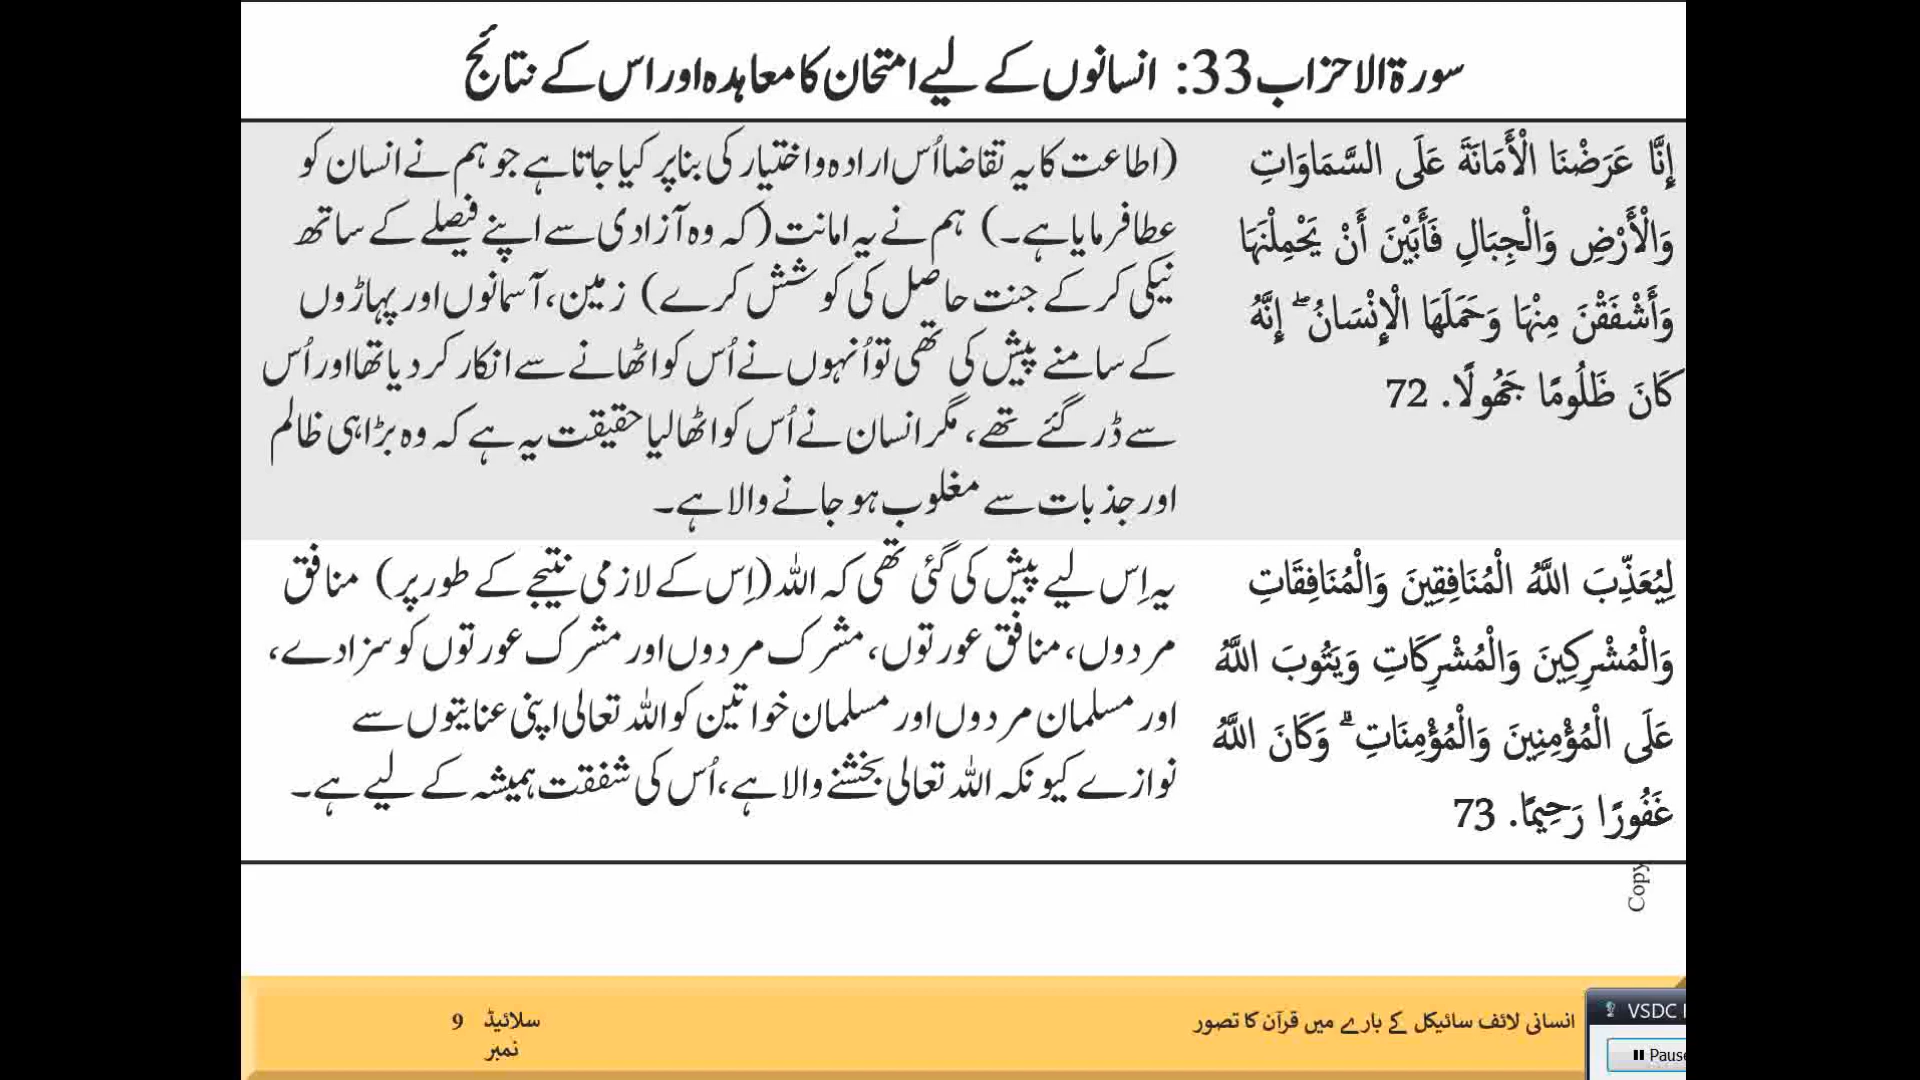 سورۃ الاحزاب 33: انسانوں کے لیے امتحان کا معاہدہ اور اس کے نتائج
إِنَّا عَرَضْنَا الْأَمَانَةَ عَلَى السَّمَاوَاتِ
وَالْأَرْضِ وَالْجِبَالِ فَأَبَيْنَ أَنْ يَحْمِلْنَهَا
وَأَشْفَقْنَ مِنْهَا وَحَمَلَهَا الْإِنْسَانُ ۖ إِنَّهُ
كَانَ ظَلُومًا جَهُولًا. 72
(اطاعت کا یہ تقاضا اُس ارادہ و اختیار کی بنا پر کیا جاتا ہے جو ہم نے انسان کو
عطا فرمایا ہے۔) ہم نے یہ امانت (کہ وہ آزادی سے اپنے فیصلے کے ساتھ
نیکی کر کے جنت حاصل کی کوشش کرے) زمین، آسمانوں اور پہاڑوں
کے سامنے پیش کی تھی تو اُنہوں نے اُس کو اٹھانے سے انکار کر دیا تھا اور اُس
سے ڈر گئے تھے، مگر انسان نے اُس کو اٹھا لیا حقیقت یہ ہے کہ وہ بڑا ہی ظالم
اور جذبات سے مغلوب ہو جانے والا ہے۔
لِيُعَذِّبَ اللَّهُ الْمُنَافِقِينَ وَالْمُنَافِقَاتِ
وَالْمُشْرِكِينَ وَالْمُشْرِكَاتِ وَيَتُوبَ اللَّهُ
عَلَى الْمُؤْمِنِينَ وَالْمُؤْمِنَاتِ ۗ وَكَانَ اللَّهُ
غَفُورًا رَحِيمًا. 73
یہ اِس لیے پیش کی گئی تھی کہ اللہ (اِس کے لازمی نتیجے کے طور پر) منافق
مردوں، منافق عورتوں، مشرک مردوں اور مشرک عورتوں کو سزا دے،
اور مسلمان مردوں اور مسلمان خواتین کو اللہ تعالی اپنی عنایتوں سے
نوازے کیونکہ اللہ تعالی بخشنے والا ہے، اُس کی شفقت ہمیشہ کے لیے ہے۔
Copy
انسانی لائف سائیکل کے بارے میں قرآن کا تصور
سلائیڈ 9
نمبر
VSDC
Pause